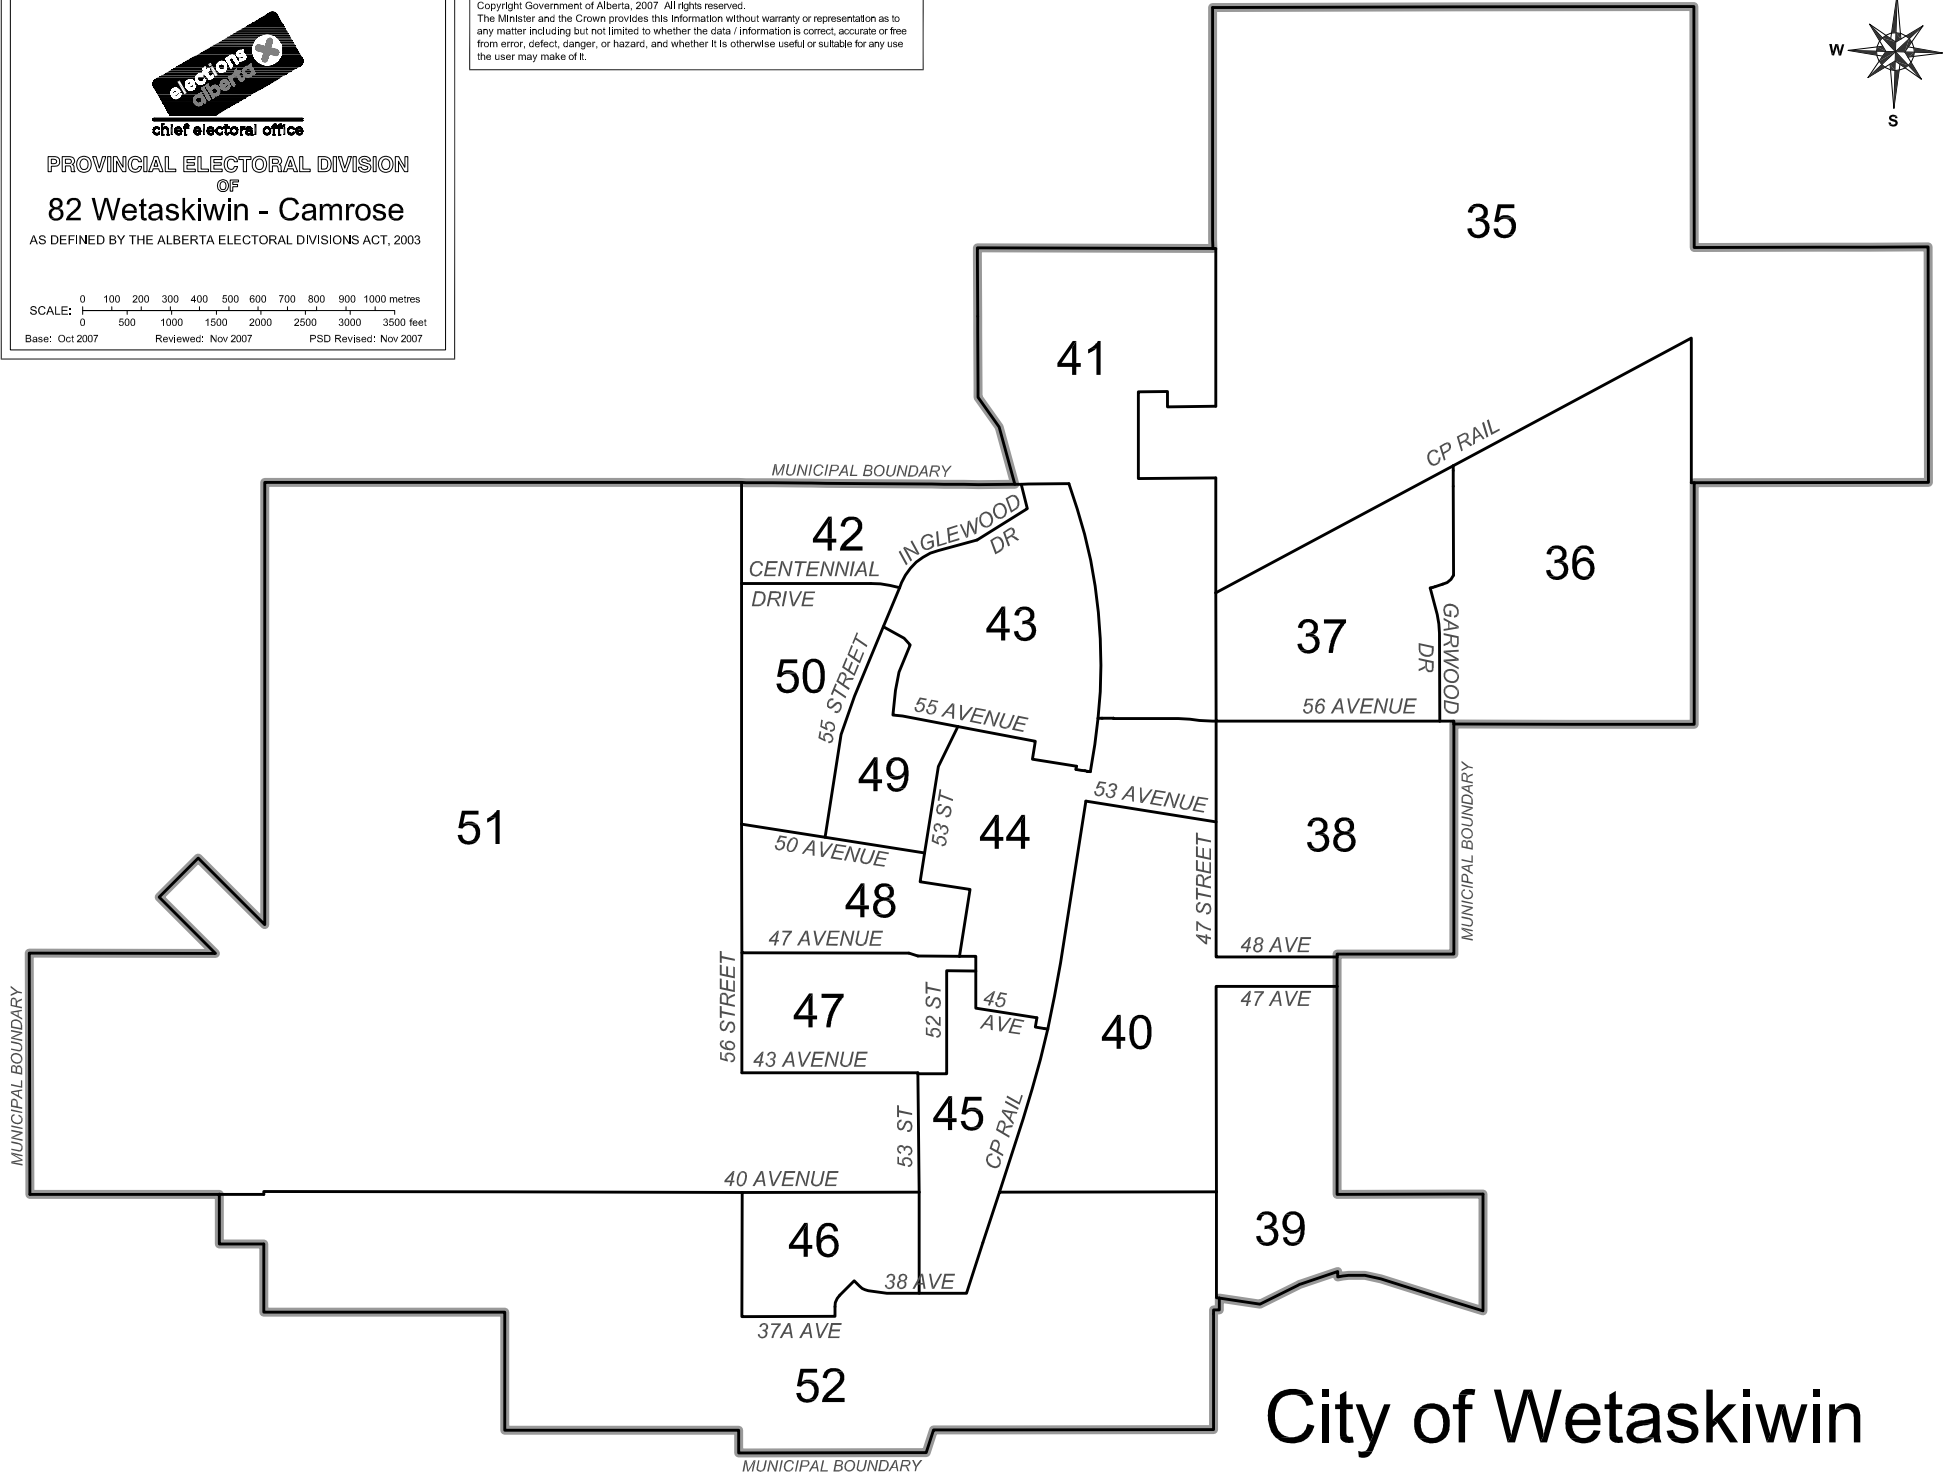 elections
alberta
chief electoral office
PROVINCIAL ELECTORAL DIVISION
OF
82 Wetaskiwin - Camrose
AS DEFINED BY THE ALBERTA ELECTORAL DIVISIONS ACT, 2003
SCALE:
0 100 200 300 400 500 600 700 800 900 1000 metres
0 500 1000 1500 2000 2500 3000 3500 feet
Base: Oct 2007 Reviewed: Nov 2007 PSD Revised: Nov 2007
Copyright Government of Alberta, 2007 All rights reserved.
The Minister and the Crown provides this information without warranty or representation as to
any matter including but not limited to whether the data / information is correct, accurate or free
from error, defect, danger, or hazard, and whether it is otherwise useful or suitable for any use
the user may make of it.
W
S
35
41
CP RAIL
MUNICIPAL BOUNDARY
42
INGLEWOOD
DR
CENTENNIAL
DRIVE
36
43
37
GARWOOD
DR
50
55 STREET
55 AVENUE
56 AVENUE
49
53 ST
44
53 AVENUE
51
38
MUNICIPAL BOUNDARY
50 AVENUE
48
47 STREET
47 AVENUE
48 AVE
56 STREET
47
52 ST
45
AVE
47 AVE
40
MUNICIPAL BOUNDARY
43 AVENUE
45
CP RAIL
53 ST
40 AVENUE
46
39
38 AVE
37A AVE
52
City of Wetaskiwin
MUNICIPAL BOUNDARY